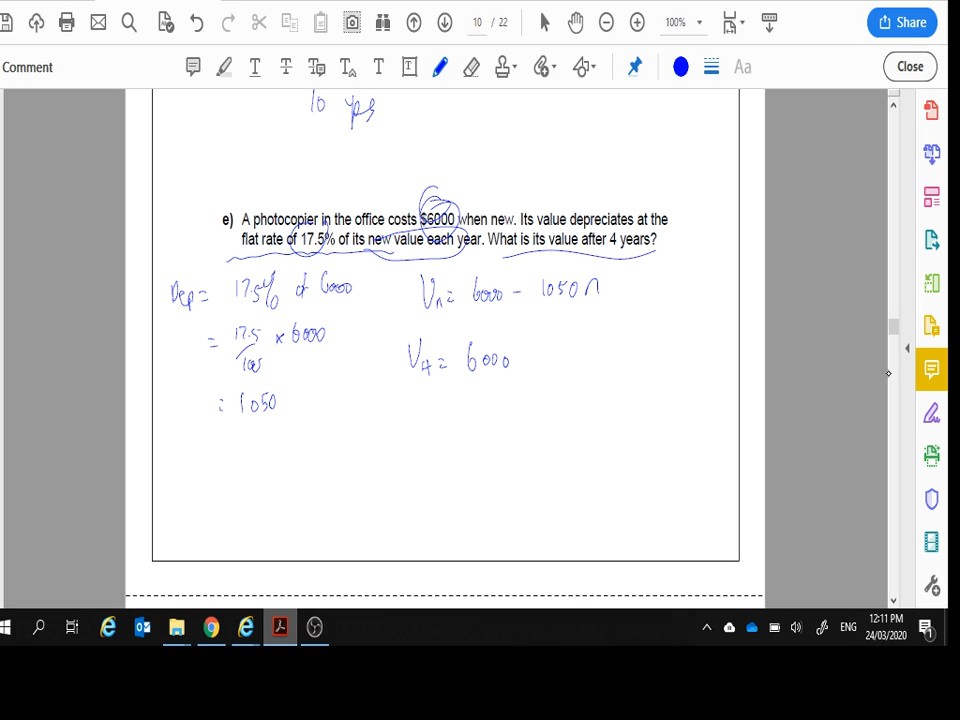 10 / 22
100%
Share
Comment
Aa
Close
10 yrs
e) A photocopier in the office costs $6000 when new. Its value depreciates at the
flat rate of 17.5% of its new value each year. What is its value after 4 years?
Dep = 17.5% of 6000
Vn = 6000 - 1050n
= 17.5/100 × 6000
V4 = 6000
= 1050
12:11 PM
ENG
24/03/2020
1